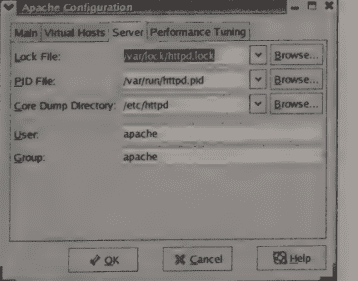 Apache Configuration
Main Virtual Hosts Server Performance Tuning
Lock File: /var/lock/httpd.lock Browse...
PID File: /var/run/httpd.pid Browse...
Core Dump Directory: /etc/httpd Browse...
User: apache
Group: apache
OK Cancel Help